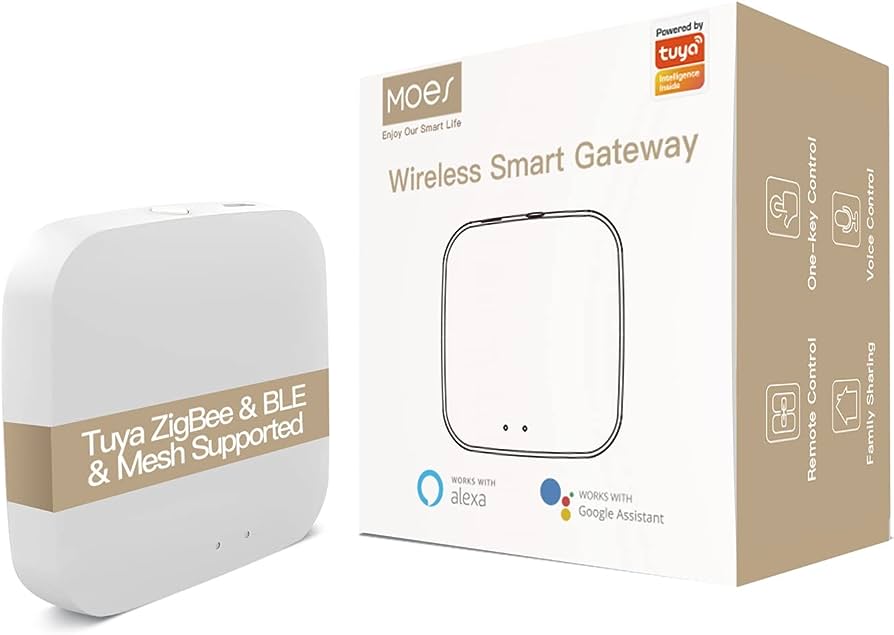 MOES
Enjoy Our Smart Life
Powered by
tuya
Intelligence
Inside
Wireless Smart Gateway
WORKS WITH
alexa
WORKS WITH
Google Assistant
One-key Control
Voice Control
Remote Control
Family Sharing
Tuya ZigBee & BLE
& Mesh Supported